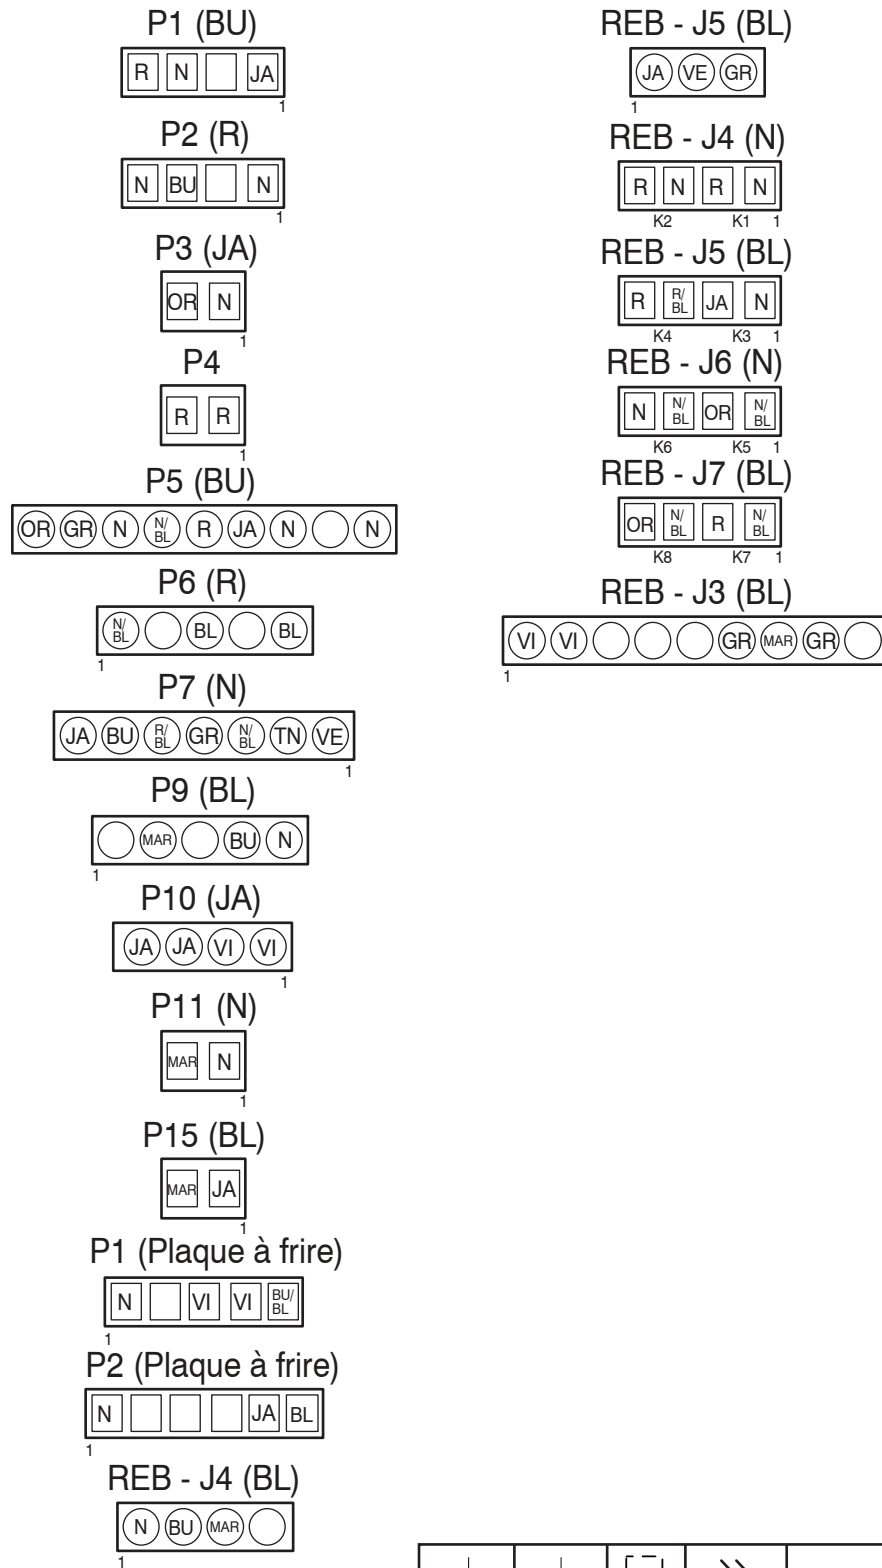 P1 (BU)
R N JA
1
P2 (R)
N BU N
1
P3 (JA)
OR N
1
P4
R R
1
P5 (BU)
OR GR N N/BL R JA N N
P6 (R)
N/BL BL BL
1
P7 (N)
JA BU R/BL GR N/BL TN VE
1
P9 (BL)
MAR BU N
1
P10 (JA)
JA JA VI VI
1
P11 (N)
MAR N
1
P15 (BL)
MAR JA
1
P1 (Plaque à frire)
N VI VI BU/BL
1
P2 (Plaque à frire)
N JA BL
1
REB - J4 (BL)
N BU MAR
1
REB - J5 (BL)
JA VE GR
1
REB - J4 (N)
R N R N
K2 K1 1
REB - J5 (BL)
R R/BL JA N
K4 K3 1
REB - J6 (N)
N N/BL OR N/BL
K6 K5 1
REB - J7 (BL)
OR N/BL R N/BL
K8 K7 1
REB - J3 (BL)
VI VI GR MAR GR
1